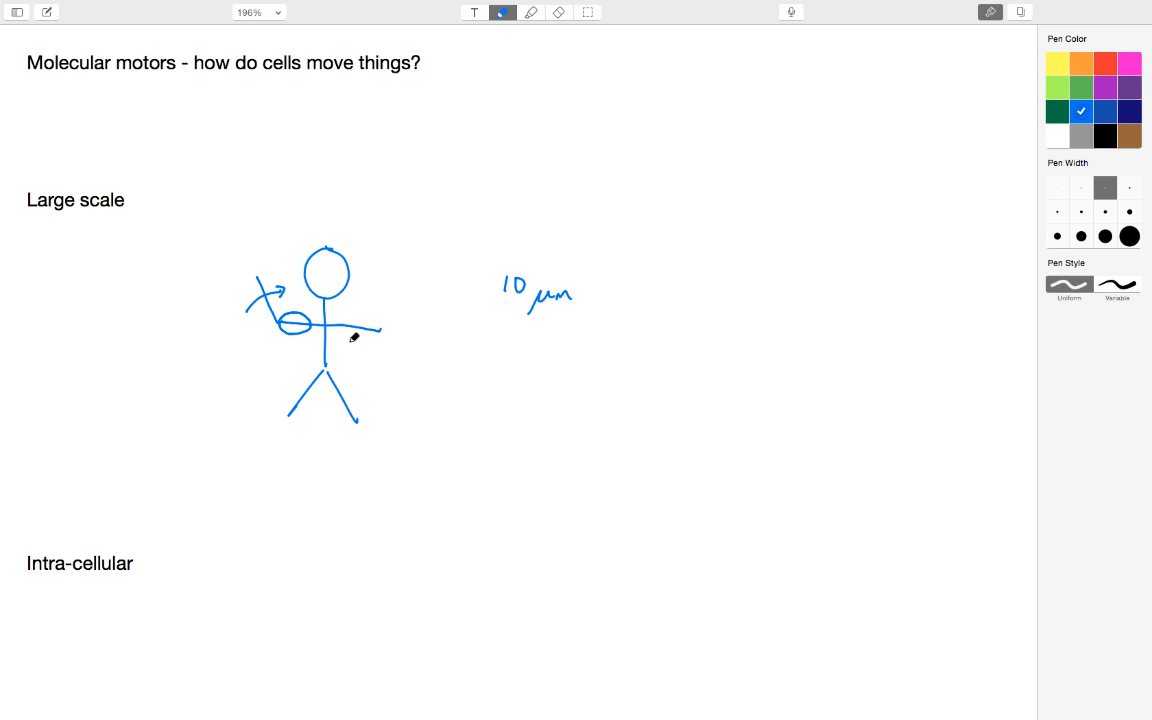 196%
T
Molecular motors - how do cells move things?
Pen Color
Pen Width
Large scale
Pen Style
Uniform Variable
10 μm
Intra-cellular